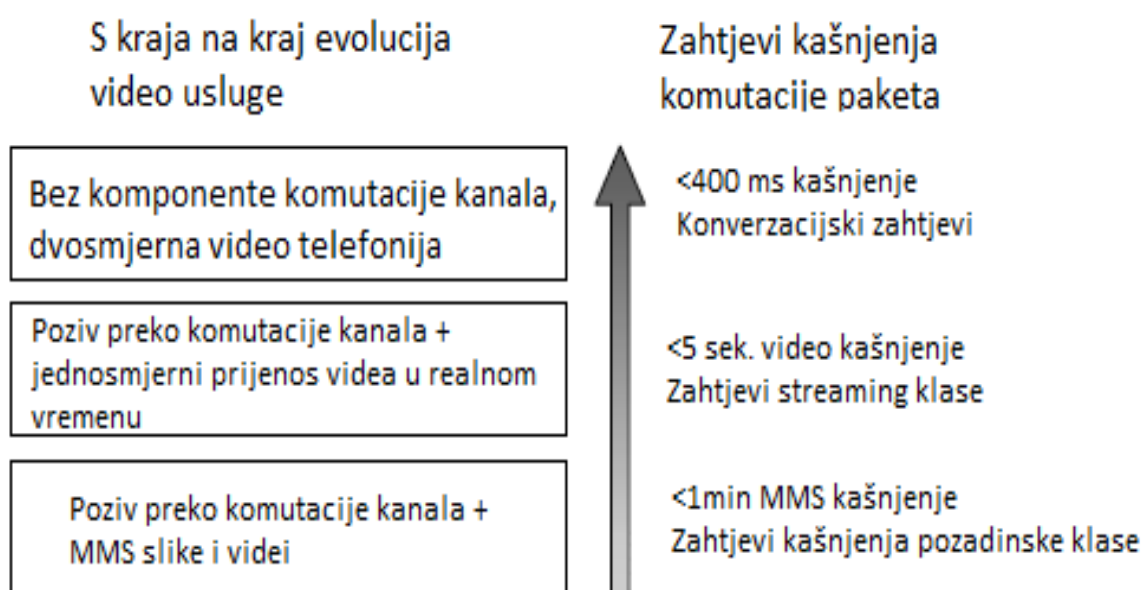 S kraja na kraj evolucija
video usluge
Zahtjevi kašnjenja
komutacije paketa
Bez komponente komutacije kanala,
dvosmjerna video telefonija
<400 ms kašnjenje
Konverzacijski zahtjevi
Poziv preko komutacije kanala +
jednosmjerni prijenos videa u realnom
vremenu
<5 sek. video kašnjenje
Zahtjevi streaming klase
Poziv preko komutacije kanala +
MMS slike i videi
<1min MMS kašnjenje
Zahtjevi kašnjenja pozadinske klase